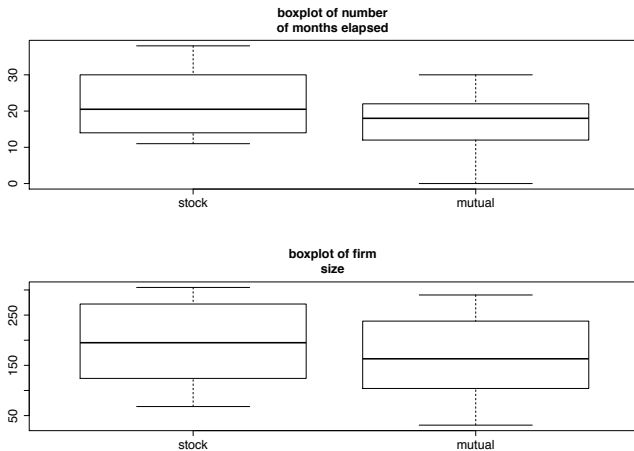 boxplot of number
of months elapsed
30
20
10
0
stock mutual
boxplot of firm
size
250
150
50
stock mutual